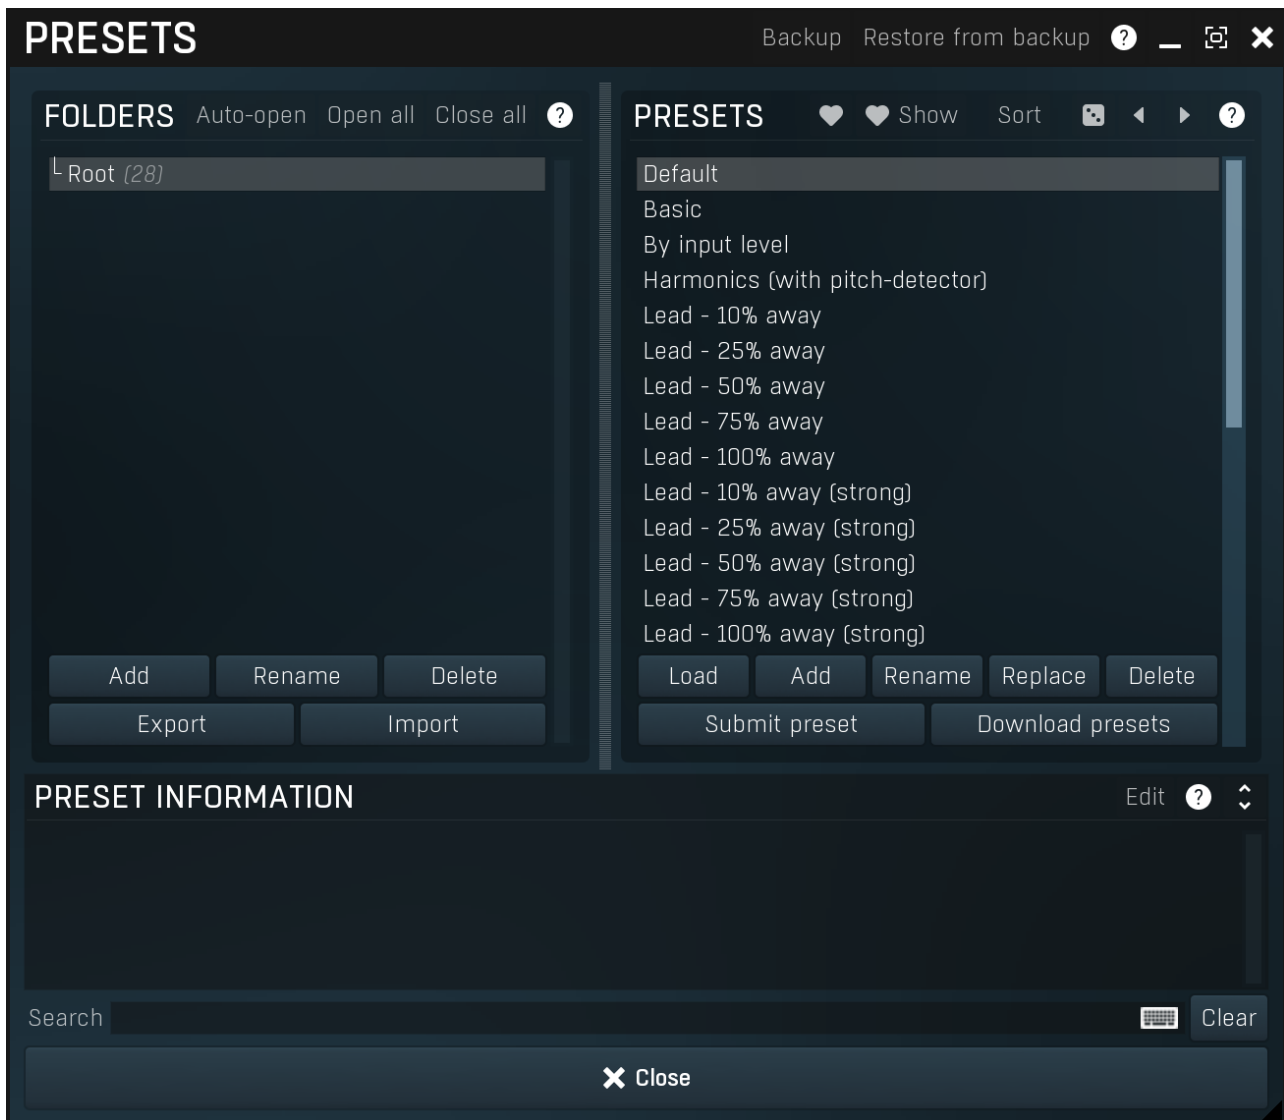 PRESETS Backup Restore from backup ?
FOLDERS Auto-open Open all Close all ?
└ Root (28)
Add Rename Delete
Export Import
PRESETS Show Sort ?
Default
Basic
By input level
Harmonics (with pitch-detector)
Lead - 10% away
Lead - 25% away
Lead - 50% away
Lead - 75% away
Lead - 100% away
Lead - 10% away (strong)
Lead - 25% away (strong)
Lead - 50% away (strong)
Lead - 75% away (strong)
Lead - 100% away (strong)
Load Add Rename Replace Delete
Submit preset Download presets
PRESET INFORMATION Edit ?
Search Clear
Close